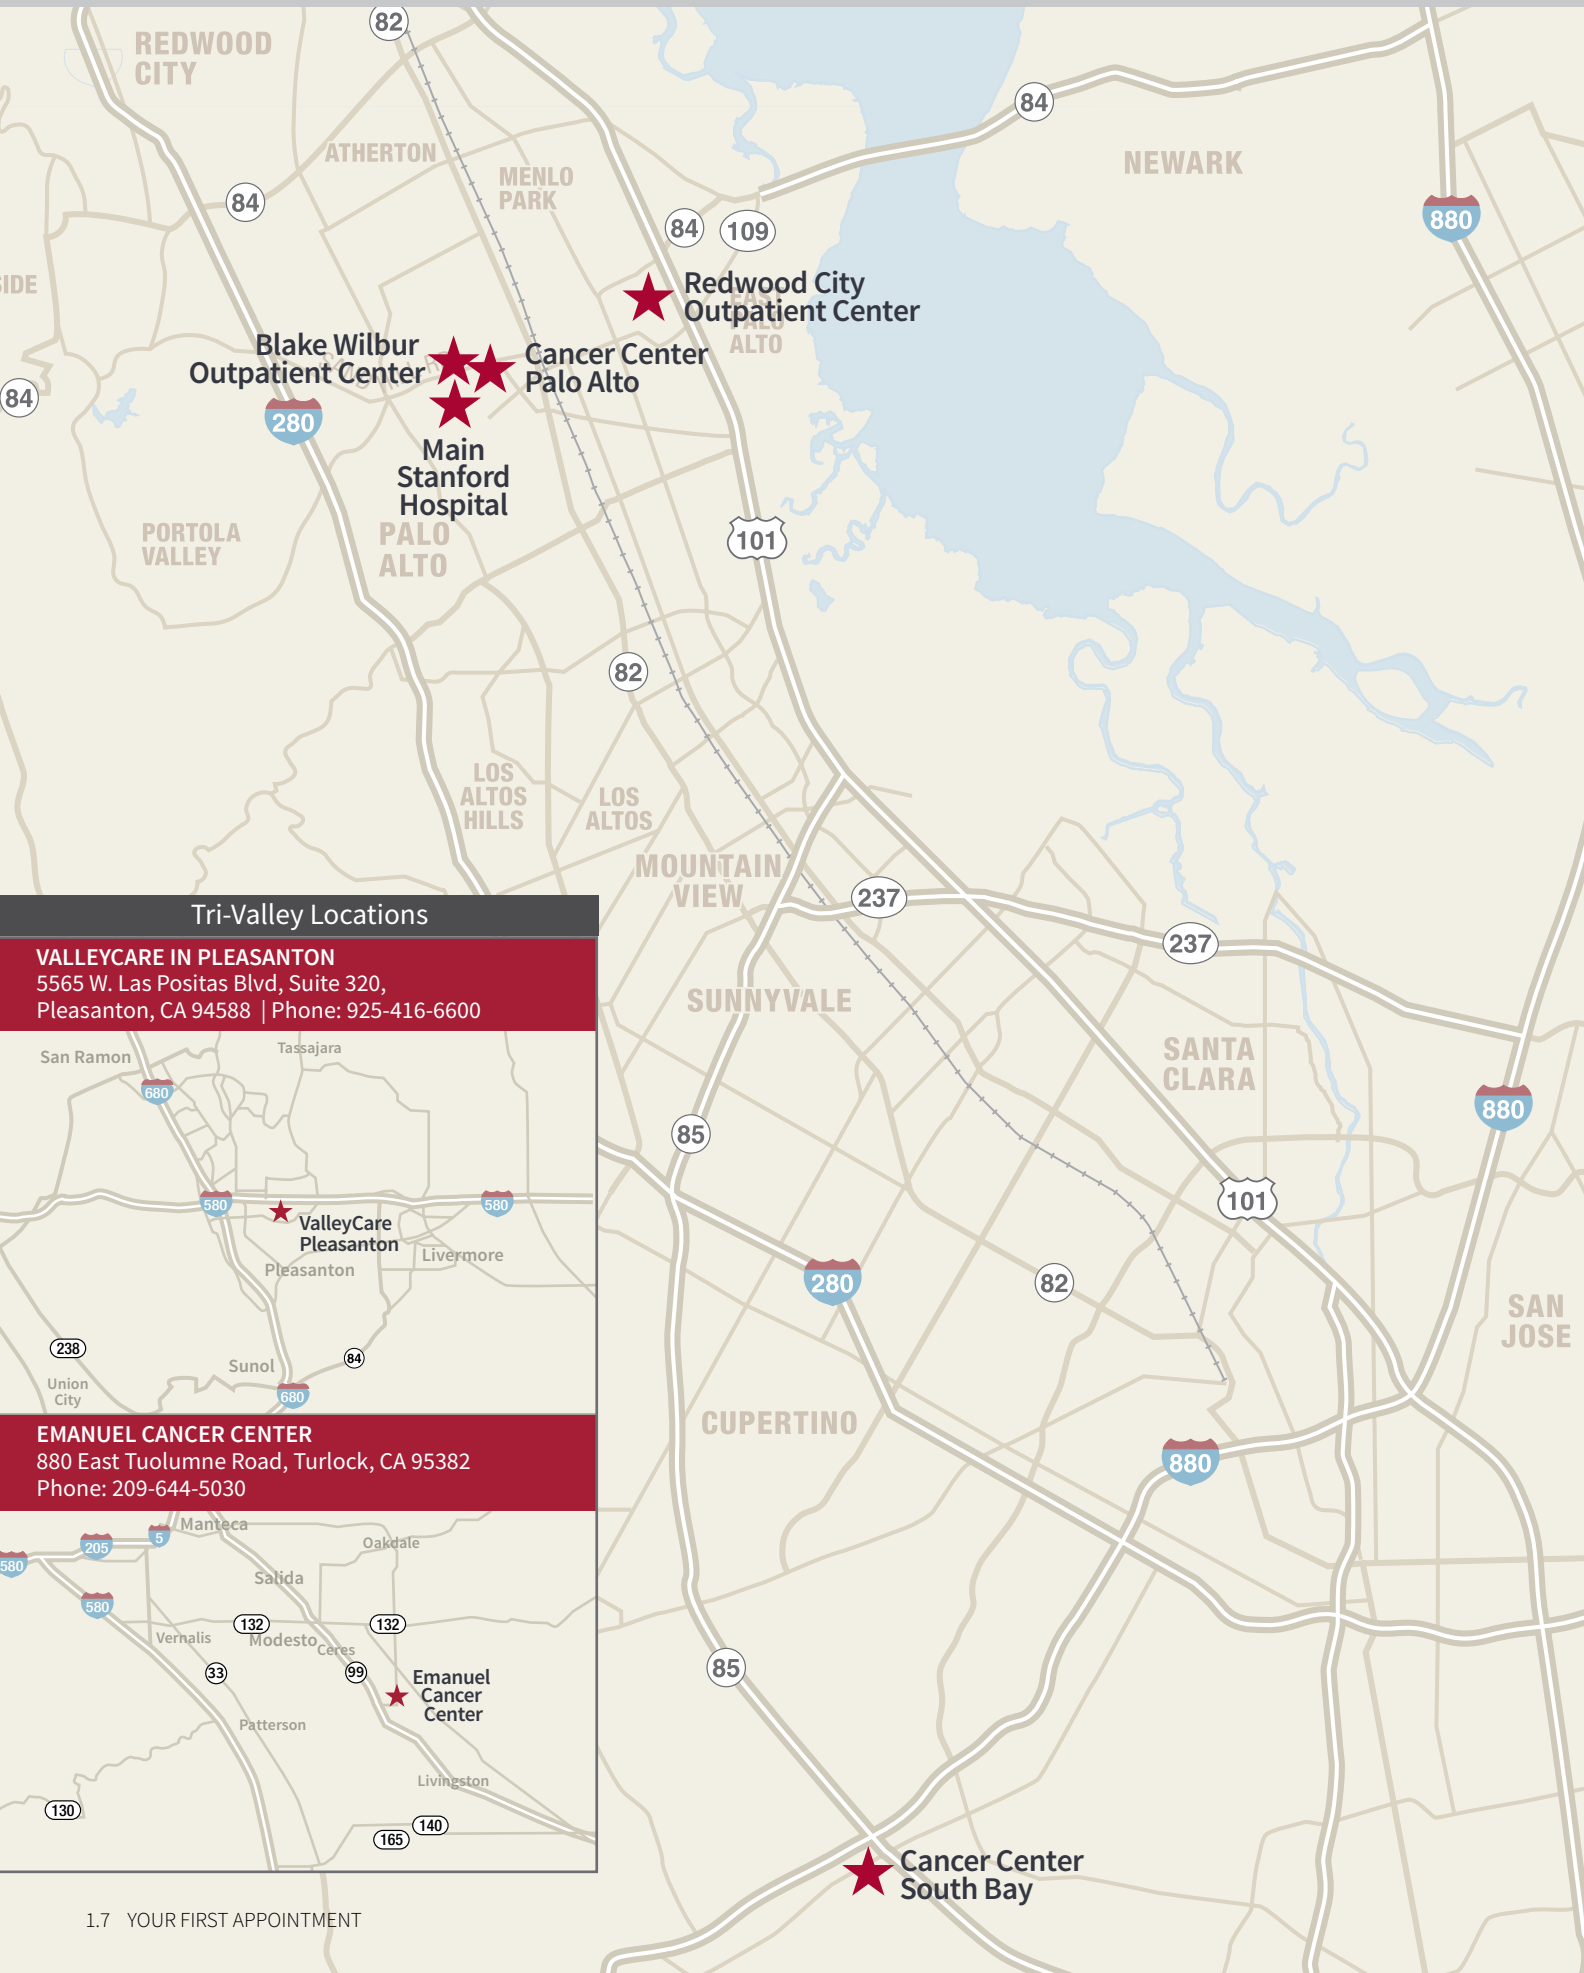 82
REDWOOD
CITY
84
ATHERTON
NEWARK
MENLO
PARK
84
880
84
109
SIDE
Redwood City
Outpatient Center
EAST
PALO
ALTO
Blake Wilbur
Outpatient Center
Cancer Center
Palo Alto
84
280
Main
Stanford
Hospital
PORTOLA
VALLEY
PALO
ALTO
101
82
LOS
ALTOS
HILLS
LOS
ALTOS
MOUNTAIN
VIEW
237
237
SUNNYVALE
SANTA
CLARA
880
85
101
280
82
SAN
JOSE
CUPERTINO
880
85
Cancer Center
South Bay
Tri-Valley Locations
VALLEYCARE IN PLEASANTON
5565 W. Las Positas Blvd, Suite 320,
Pleasanton, CA 94588 | Phone: 925-416-6600
San Ramon
Tassajara
680
580
580
ValleyCare
Pleasanton
Livermore
Pleasanton
238
84
Sunol
Union
City
680
EMANUEL CANCER CENTER
880 East Tuolumne Road, Turlock, CA 95382
Phone: 209-644-5030
Manteca
5
205
Oakdale
580
Salida
580
132
132
Vernalis
Modesto
Ceres
33
99
Emanuel
Cancer
Center
Patterson
Livingston
130
140
165
1.7 YOUR FIRST APPOINTMENT